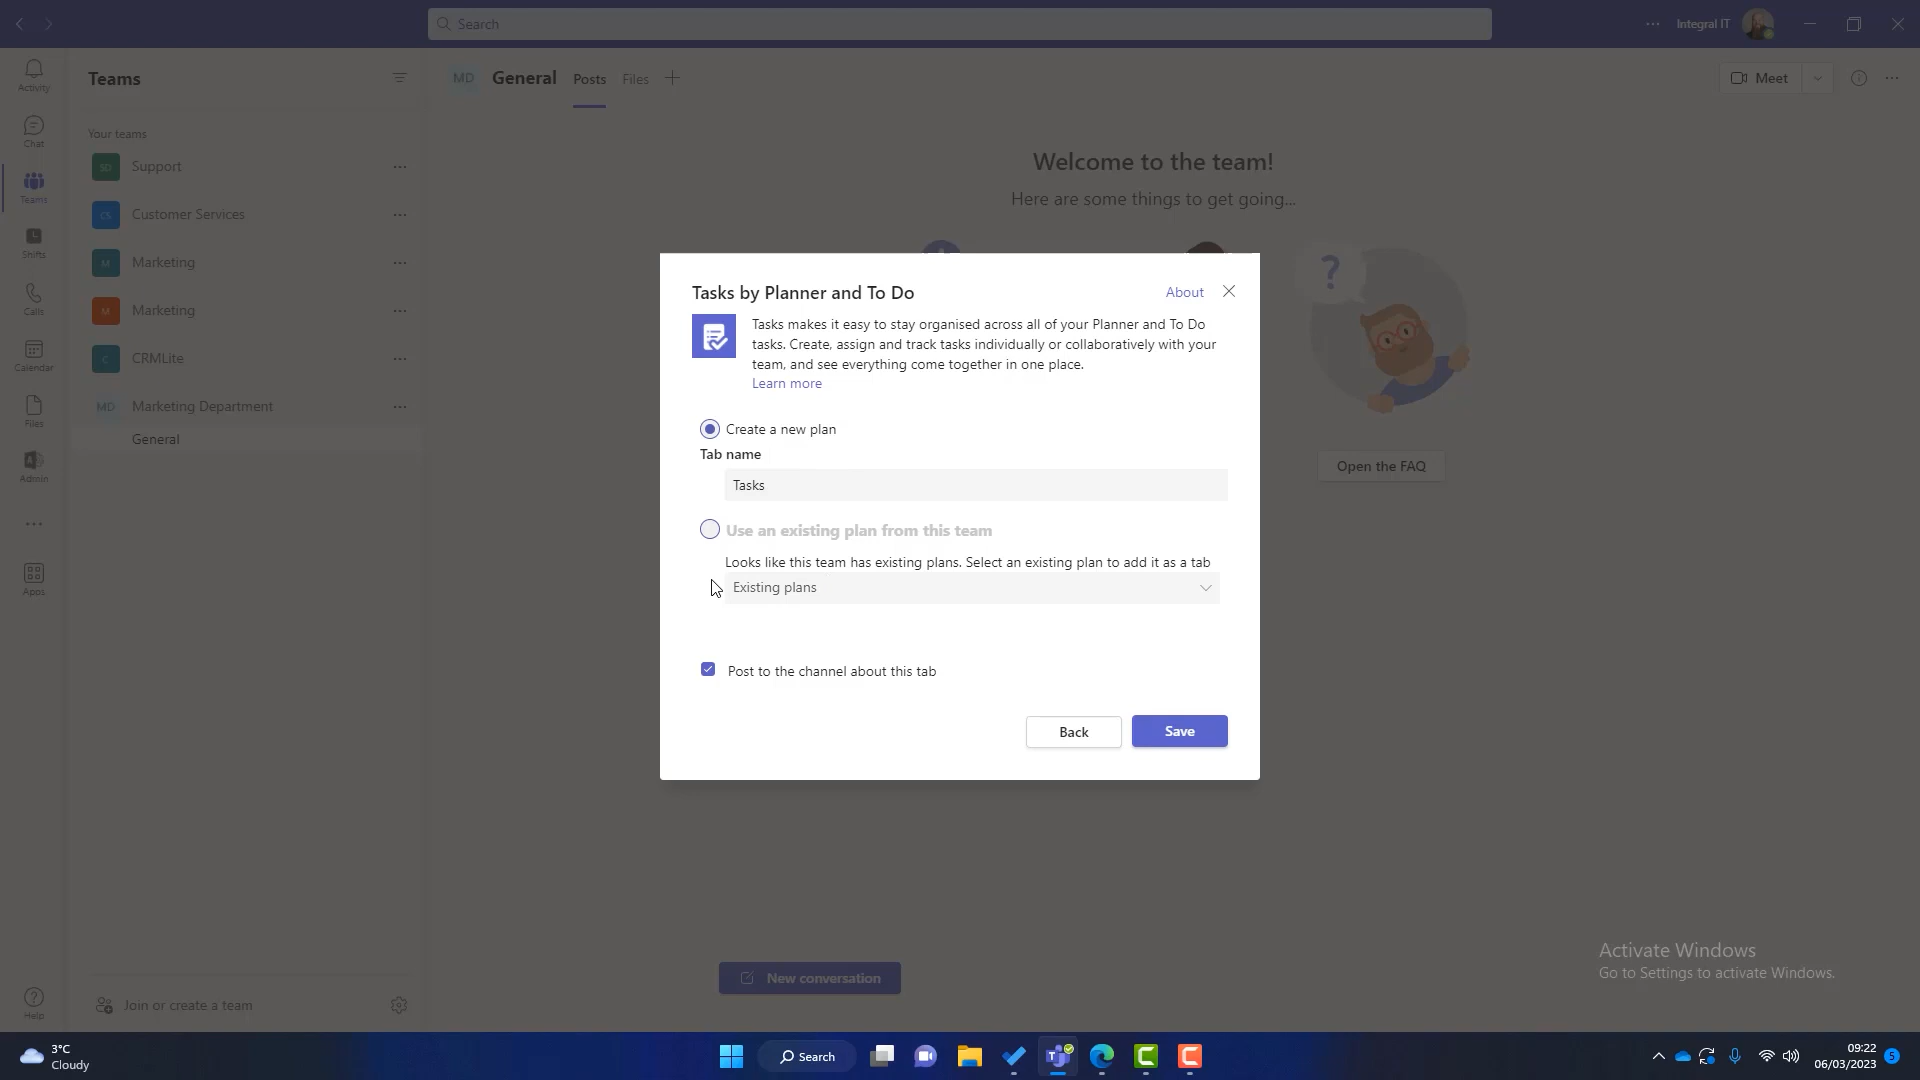 Search
Integral IT
Activity
Chat
Teams
Shifts
Calls
Calendar
Files
Admin
Apps
Help
Teams
Your teams
SD Support
CS Customer Services
M Marketing
M Marketing
C CRMLite
MD Marketing Department
General
Join or create a team
MD General Posts Files
Meet
Welcome to the team!
Here are some things to get going...
?
Open the FAQ
New conversation
Tasks by Planner and To Do
About
Tasks makes it easy to stay organised across all of your Planner and To Do
tasks. Create, assign and track tasks individually or collaboratively with your
team, and see everything come together in one place.
Learn more
Create a new plan
Tab name
Tasks
Use an existing plan from this team
Looks like this team has existing plans. Select an existing plan to add it as a tab
Existing plans
Post to the channel about this tab
Back
Save
Activate Windows
Go to Settings to activate Windows.
3°C
Cloudy
Search
09:22
06/03/2023
5